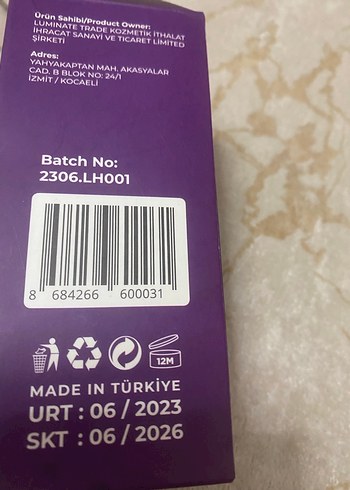 Ürün Sahibi/Product Owner:
LUMINATE TRADE KOZMETİK İTHALAT
İHRACAT SANAYİ VE TİCARET LİMİTED
ŞİRKETİ
Adres:
YAHYAKAPTAN MAH. AKASYALAR
CAD. B BLOK NO: 24/1
İZMİT / KOCAELİ
Batch No:
2306.LH001
8 684266 600031
12M
MADE IN TÜRKİYE
URT : 06 / 2023
SKT : 06 / 2026